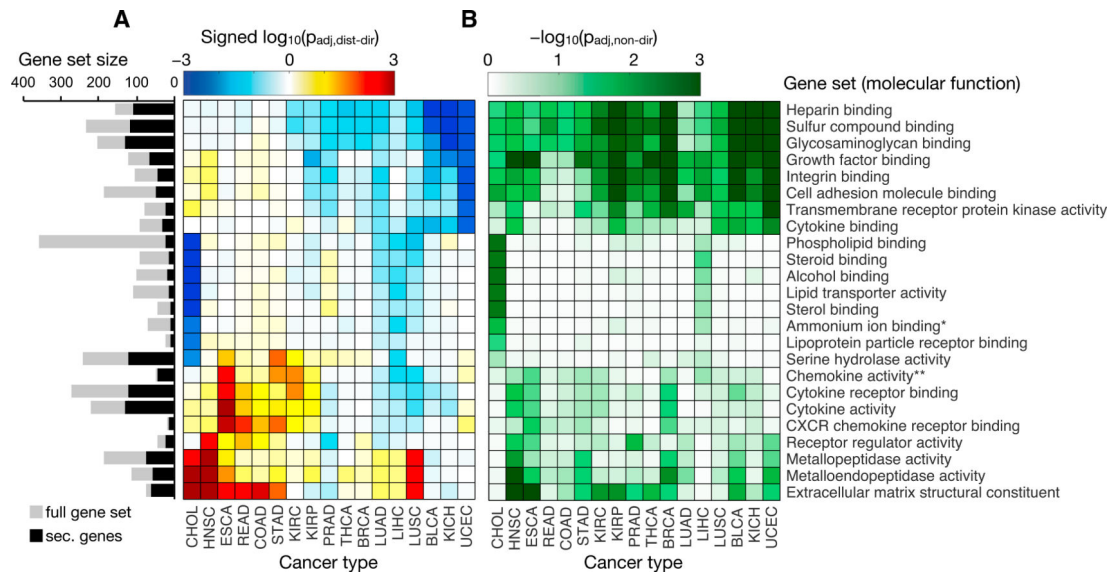 A
B
Signed log10(padj,dist-dir)
−log10(padj,non-dir)
Gene set size
−3 0 3
0 1 2 3
Gene set (molecular function)
400 300 200 100 0
Heparin binding
Sulfur compound binding
Glycosaminoglycan binding
Growth factor binding
Integrin binding
Cell adhesion molecule binding
Transmembrane receptor protein kinase activity
Cytokine binding
Phospholipid binding
Steroid binding
Alcohol binding
Lipid transporter activity
Sterol binding
Ammonium ion binding*
Lipoprotein particle receptor binding
Serine hydrolase activity
Chemokine activity**
Cytokine receptor binding
Cytokine activity
CXCR chemokine receptor binding
Receptor regulator activity
Metallopeptidase activity
Metalloendopeptidase activity
Extracellular matrix structural constituent
full gene set
sec. genes
CHOL HNSC ESCA READ COAD STAD KIRC KIRP PRAD THCA BRCA LUAD LIHC LUSC BLCA KICH UCEC
CHOL HNSC ESCA READ COAD STAD KIRC KIRP PRAD THCA BRCA LUAD LIHC LUSC BLCA KICH UCEC
Cancer type
Cancer type